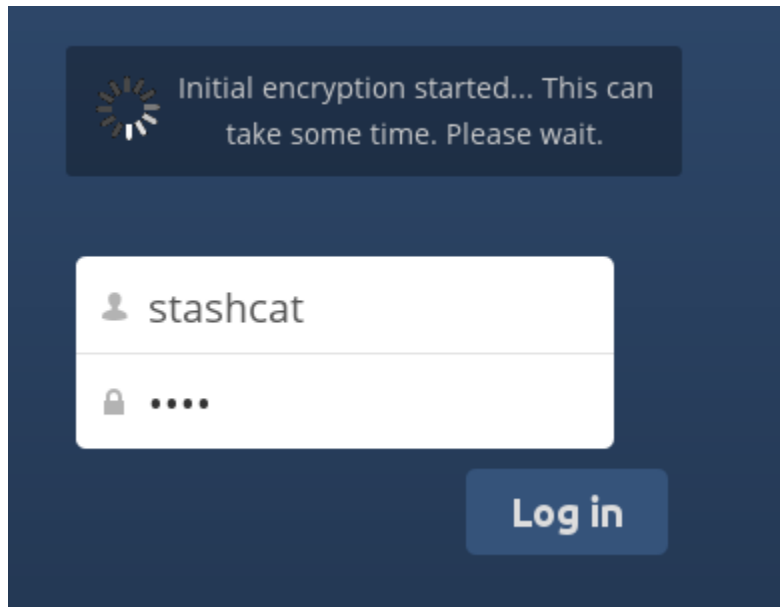 Initial encryption started... This can
take some time. Please wait.
stashcat
••••
Log in